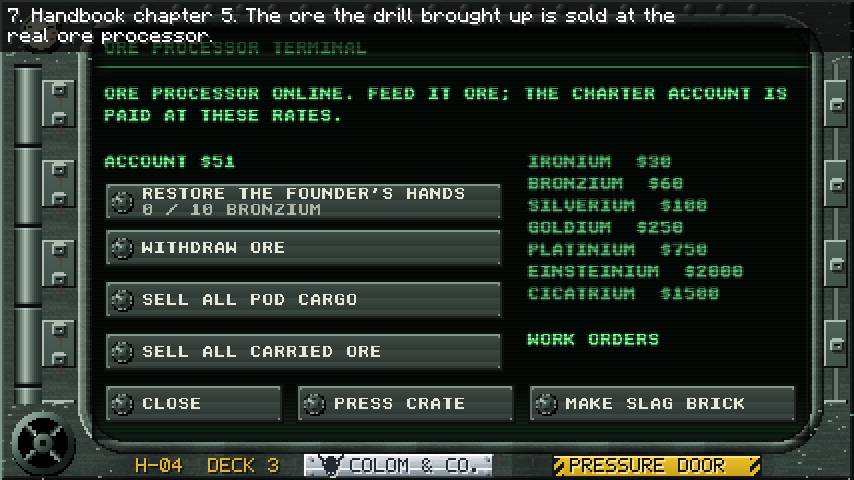 7. Handbook chapter 5. The ore the drill brought up is sold at the
real ore processor.
ORE PROCESSOR TERMINAL
ORE PROCESSOR ONLINE. FEED IT ORE; THE CHARTER ACCOUNT IS
PAID AT THESE RATES.
ACCOUNT $51
RESTORE THE FOUNDER'S HANDS
0 / 10 BRONZIUM
WITHDRAW ORE
SELL ALL POD CARGO
SELL ALL CARRIED ORE
IRONIUM $30
BRONZIUM $60
SILVERIUM $100
GOLDIUM $250
PLATINIUM $750
EINSTEINIUM $2000
CICATRIUM $1500
WORK ORDERS
CLOSE
PRESS CRATE
MAKE SLAG BRICK
H-04 DECK 3
COLOM & CO.
PRESSURE DOOR